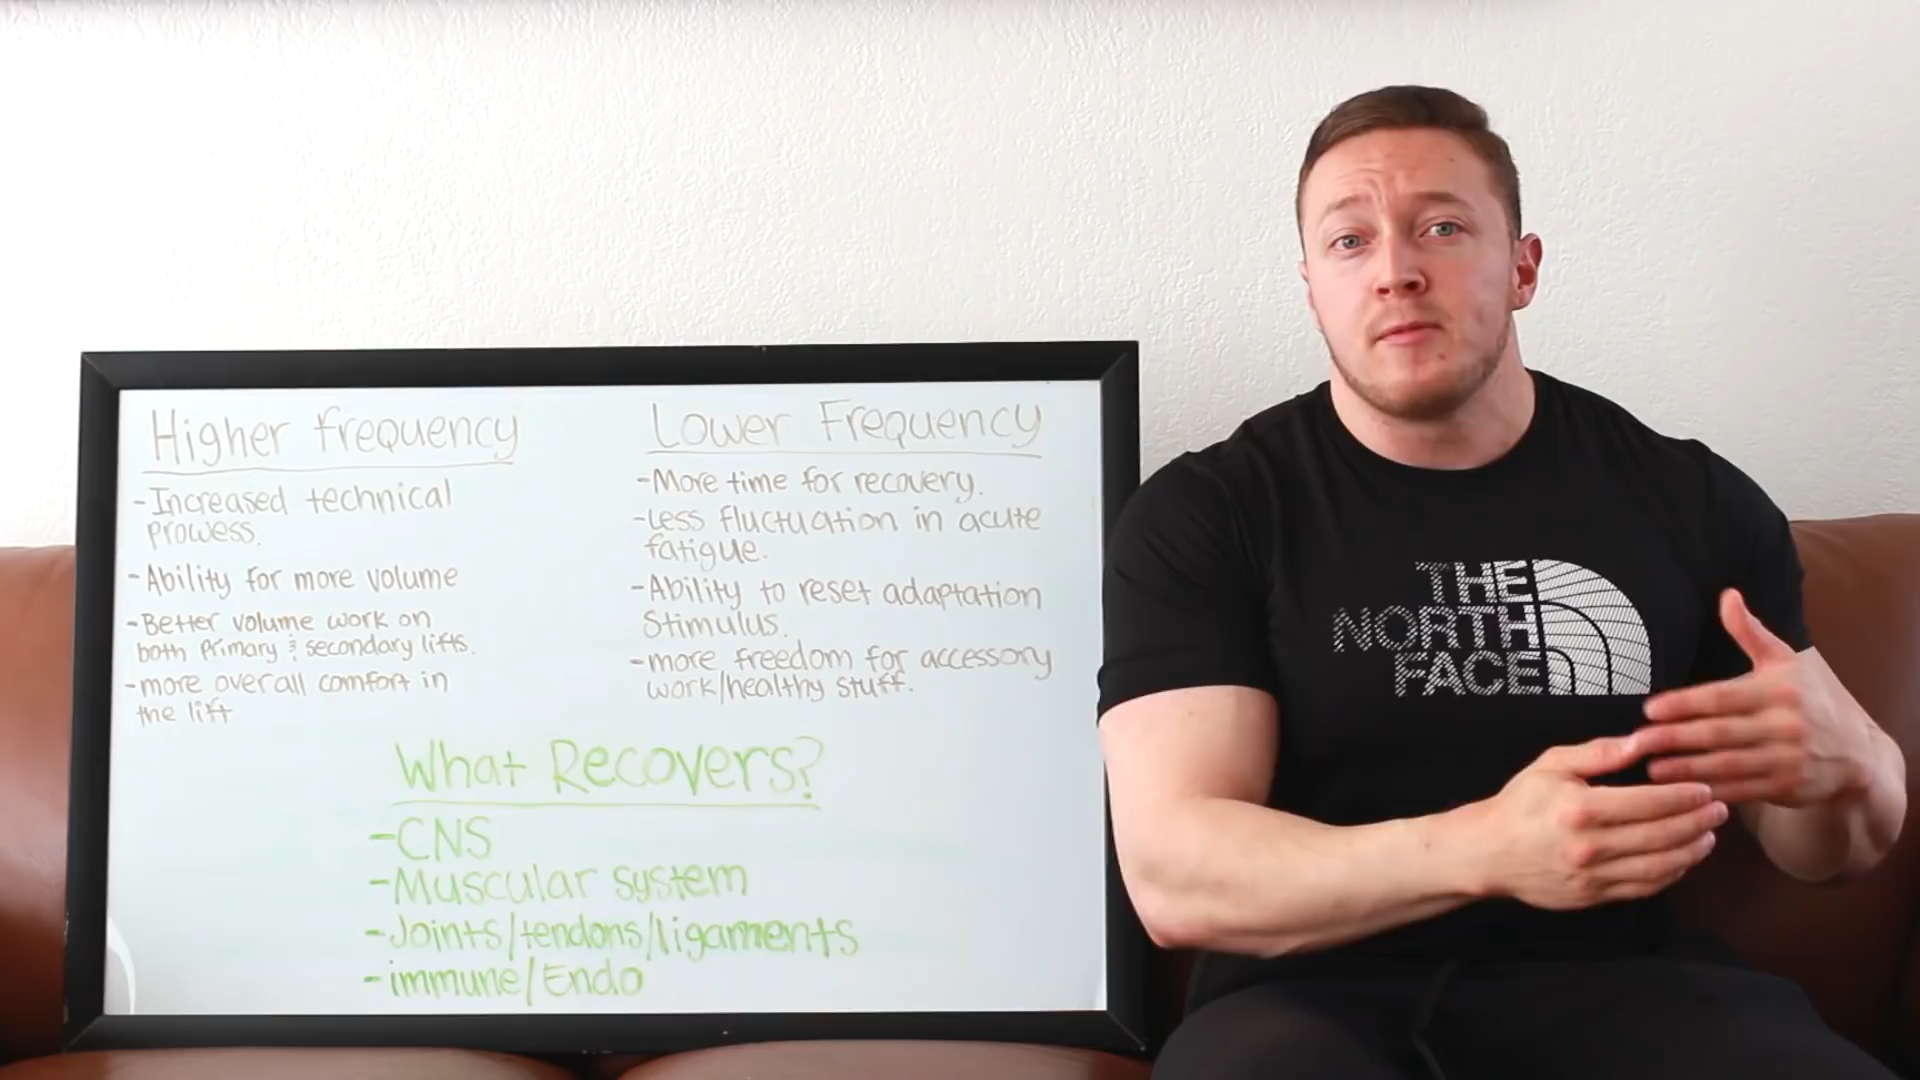 Higher frequency
-Increased technical
prowess.
-Ability for more volume
-Better volume work on
both Primary & secondary lifts.
-more overall comfort in
the lift
Lower Frequency
-More time for recovery.
-Less fluctuation in acute
fatigue.
-Ability to reset adaptation
Stimulus.
-more freedom for accessory
work/healthy stuff.
What Recovers?
-CNS
-Muscular system
-Joints/tendons/ligaments
-immune/Endo
THE
NORTH
FACE